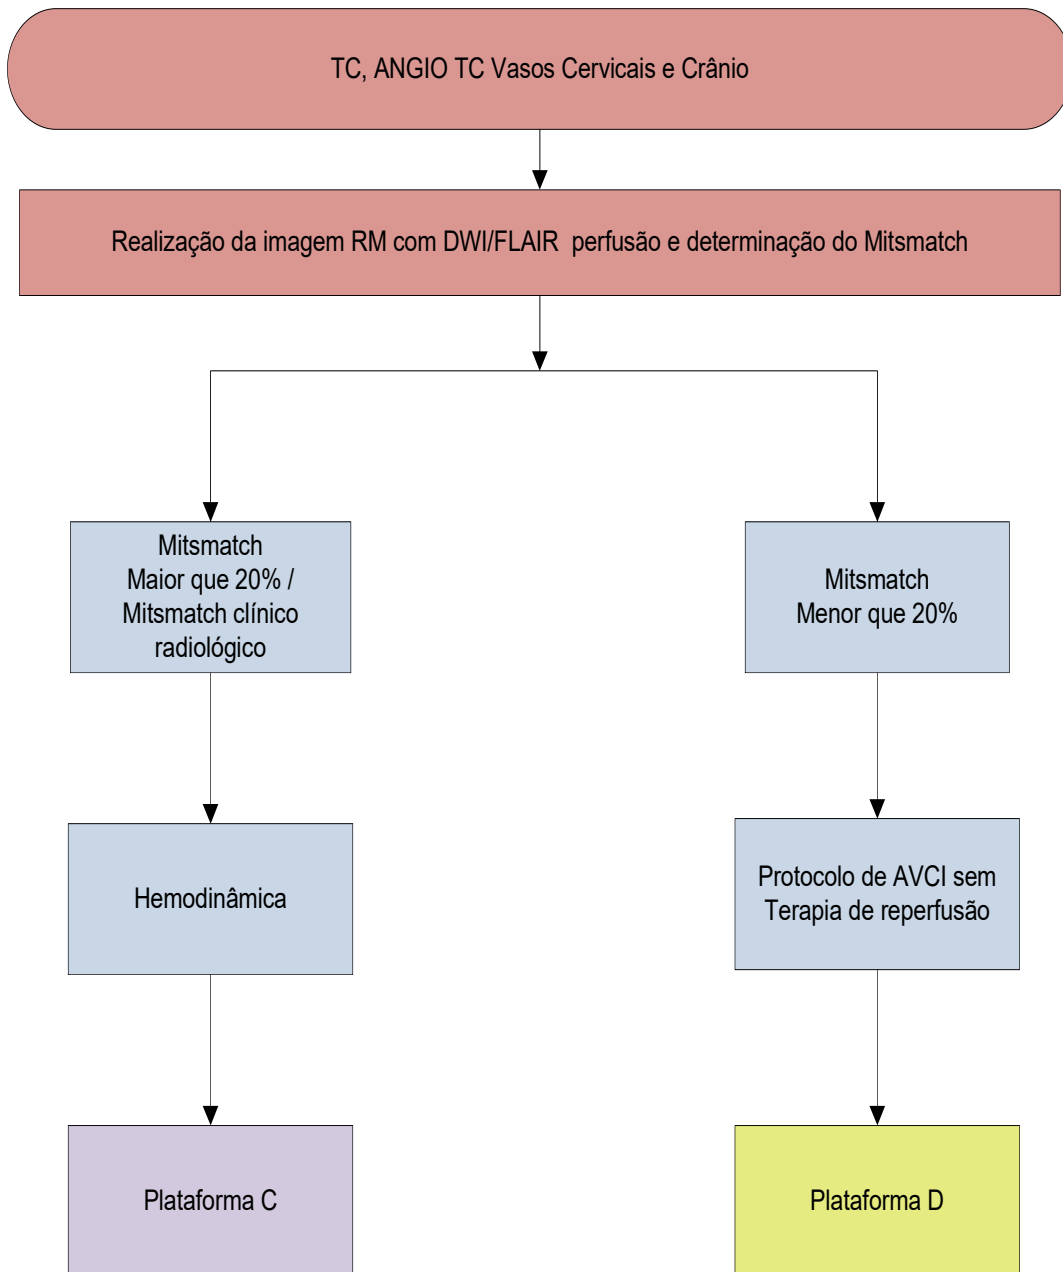 TC, ANGIO TC Vasos Cervicais e Crânio
Realização da imagem RM com DWI/FLAIR perfusão e determinação do Mitsmatch
Mitsmatch
Maior que 20% /
Mitsmatch clínico
radiológico
Mitsmatch
Menor que 20%
Hemodinâmica
Protocolo de AVCI sem
Terapia de reperfusão
Plataforma C
Plataforma D